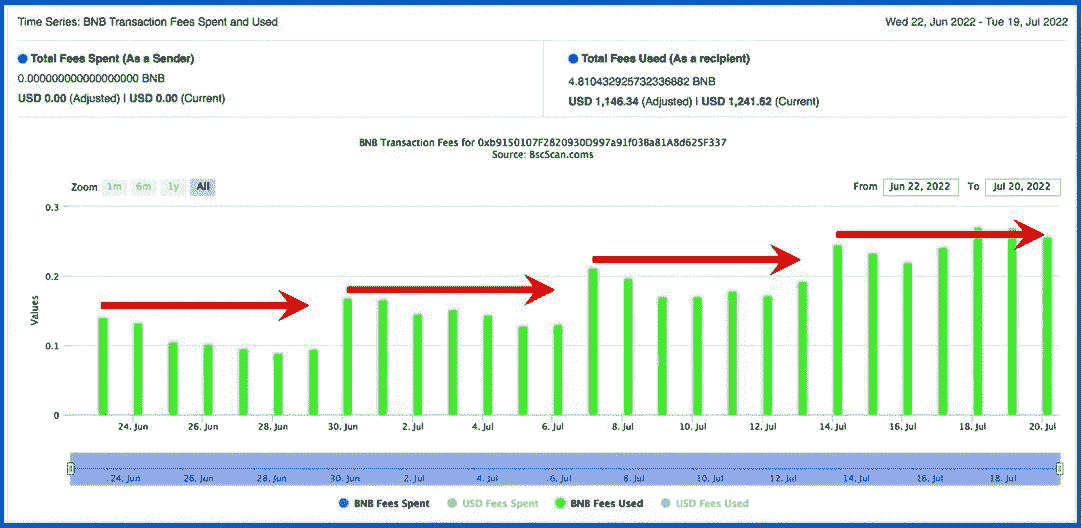 Time Series: BNB Transaction Fees Spent and Used
Wed 22, Jun 2022 - Tue 19, Jul 2022
Total Fees Spent (As a Sender)
0.000000000000000000 BNB
USD 0.00 (Adjusted) | USD 0.00 (Current)
Total Fees Used (As a recipient)
4.810432925732336882 BNB
USD 1,146.34 (Adjusted) | USD 1,241.62 (Current)
BNB Transaction Fees for 0xb9150107F2820930D997a91f038a81A8d625F337
Source: BscScan.coms
Zoom 1m 6m 1y All
From Jun 22, 2022 To Jul 20, 2022
0.3
0.2
0.1
0
Values
24. Jun 26. Jun 28. Jun 30. Jun 2. Jul 4. Jul 6. Jul 8. Jul 10. Jul 12. Jul 14. Jul 16. Jul 18. Jul 20. Jul
24. Jun 26. Jun 28. Jun 30. Jun 2. Jul 4. Jul 6. Jul 8. Jul 10. Jul 12. Jul 14. Jul 16. Jul 18. Jul
BNB Fees Spent USD Fees Spent BNB Fees Used USD Fees Used